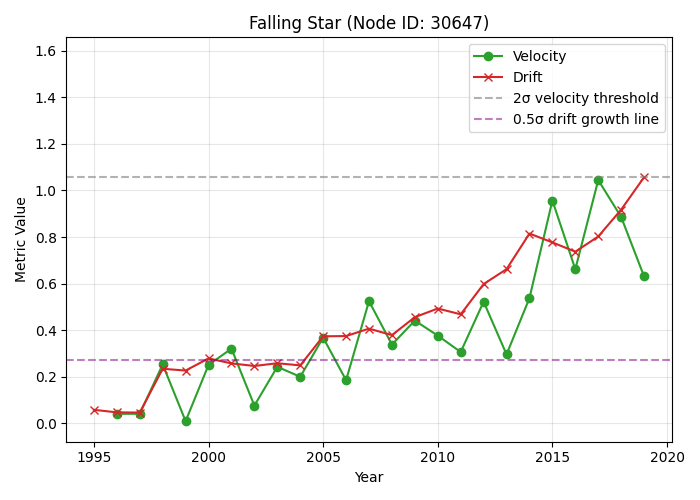 Falling Star (Node ID: 30647)
Velocity
Drift
2σ velocity threshold
0.5σ drift growth line
Metric Value
1.6
1.4
1.2
1.0
0.8
0.6
0.4
0.2
0.0
1995 2000 2005 2010 2015 2020
Year